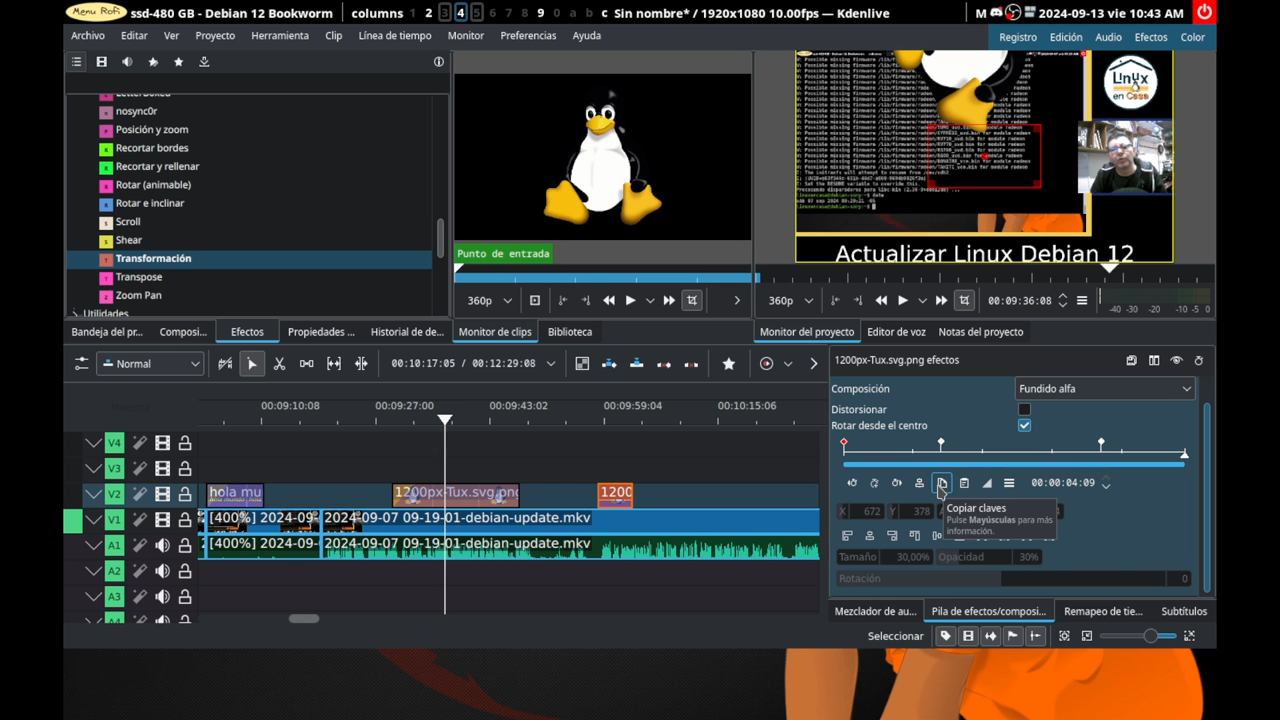 Menu Rofi ssd-480 GB - Debian 12 Bookworm columns 1 2 3 4 5 6 7 8 9 0 a b c Sin nombre* / 1920x1080 10.00fps — Kdenlive M 2024-09-13 vie 10:43 AM
Archivo Editar Ver Proyecto Herramienta Clip Línea de tiempo Monitor Preferencias Ayuda Registro Edición Audio Efectos Color
nosync0r
Posición y zoom
Recortar bordes
Recortar y rellenar
Rotar (animable)
Rotar e inclinar
Scroll
Shear
Transformación
Transpose
Zoom Pan
Utilidades
Punto de entrada
Linux
en Casa
Actualizar Linux Debian 12
360p
360p 00:09:36:08 -40 -30 -20 -10 -5 0
Bandeja del pr... Composi... Efectos Propiedades ... Historial de de... Monitor de clips Biblioteca Monitor del proyecto Editor de voz Notas del proyecto
Normal 00:10:17:05 / 00:12:29:08
1200px-Tux.svg.png efectos
Composición Fundido alfa
Distorsionar
Rotar desde el centro
00:09:10:08 00:09:27:00 00:09:43:02 00:09:59:04 00:10:15:06
V4
V3
V2 hola mu 1200px-Tux.svg.png 1200
V1 [400%] 2024-09- 2024-09-07 09-19-01-debian-update.mkv
A1 [400%] 2024-09- 2024-09-07 09-19-01-debian-update.mkv
A2
A3
00:00:04:09
X 672 Y 378
Copiar claves
Pulse Mayúsculas para más
información.
Tamaño 30,00% Opacidad 30%
Rotación 0
Mezclador de au... Pila de efectos/composi... Remapeo de tie... Subtítulos
Seleccionar